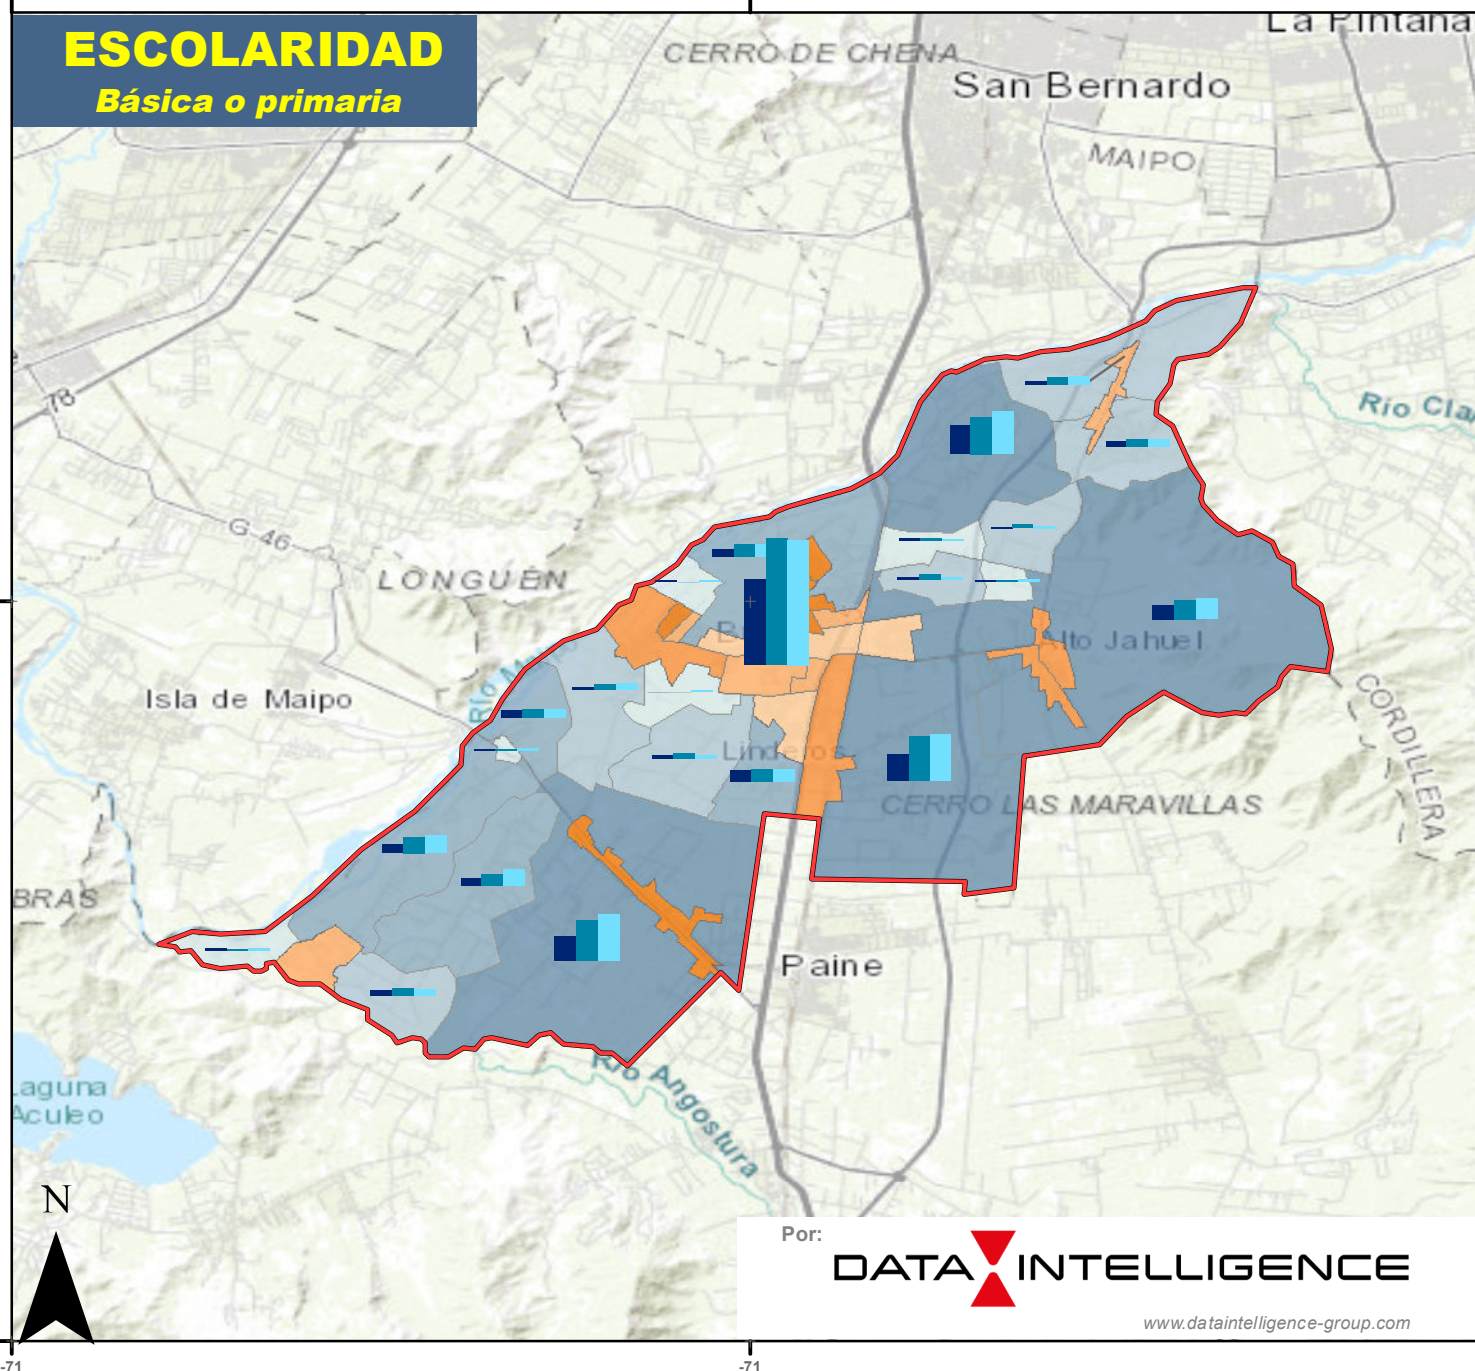 ESCOLARIDAD
Básica o primaria
La Pintana
CERRO DE CHENA
San Bernardo
MAIPO
78
Río Cla
G-46
LONGUÉN
Alto Jahuel
Isla de Maipo
Río M
CORDILLERA
Linderos
CERRO LAS MARAVILLAS
BRAS
Paine
Río Angostura
Laguna
Aculeo
N
Por:
DATA INTELLIGENCE
www.dataintelligence-group.com
-71
-71